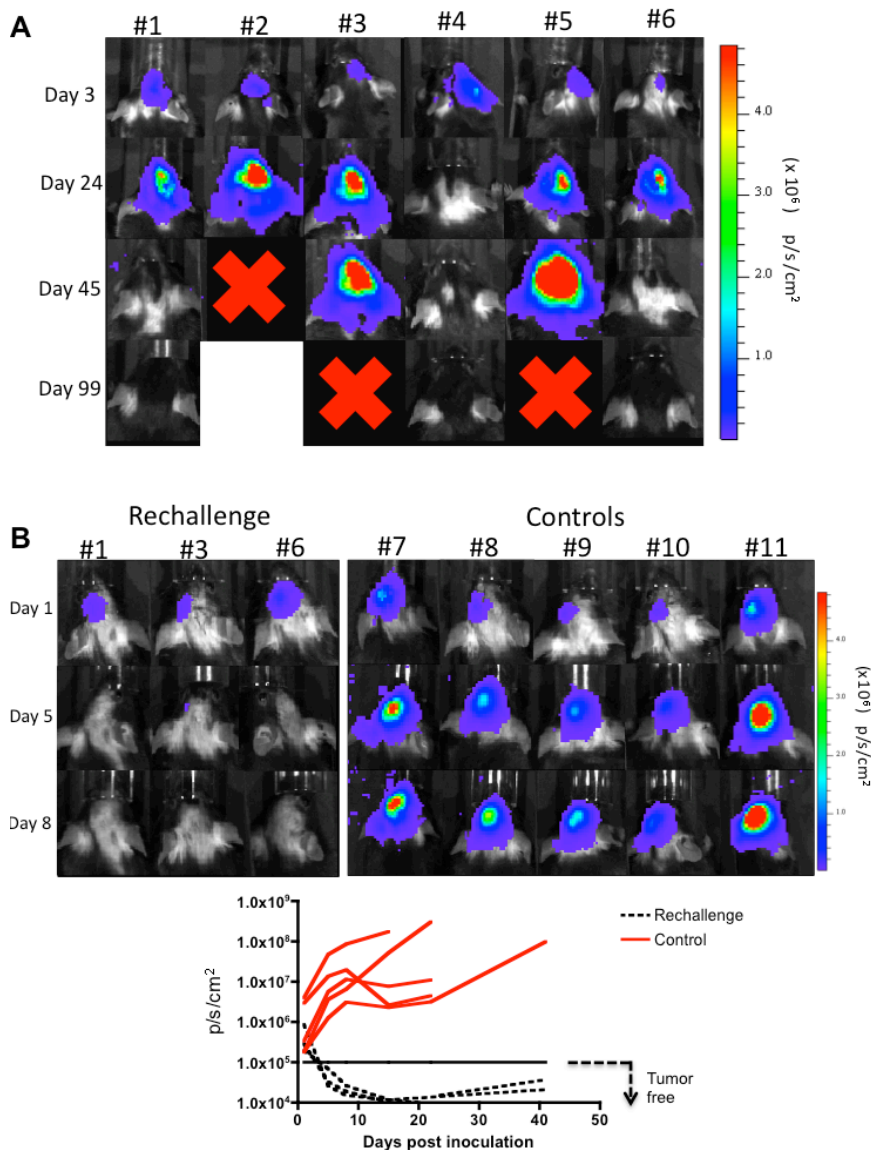 A
#1 #2 #3 #4 #5 #6
Day 3
Day 24
Day 45
Day 99
4.0
3.0
2.0
1.0
(x 10⁶) p/s/cm²
Rechallenge Controls
B
#1 #3 #6 #7 #8 #9 #10 #11
Day 1
Day 5
Day 8
4.0
3.0
2.0
1.0
(x10⁶) p/s/cm²
1.0x10⁹
1.0x10⁸
1.0x10⁷
1.0x10⁶
1.0x10⁵
1.0x10⁴
p/s/cm²
Rechallenge
Control
Tumor
free
0 10 20 30 40 50
Days post inoculation